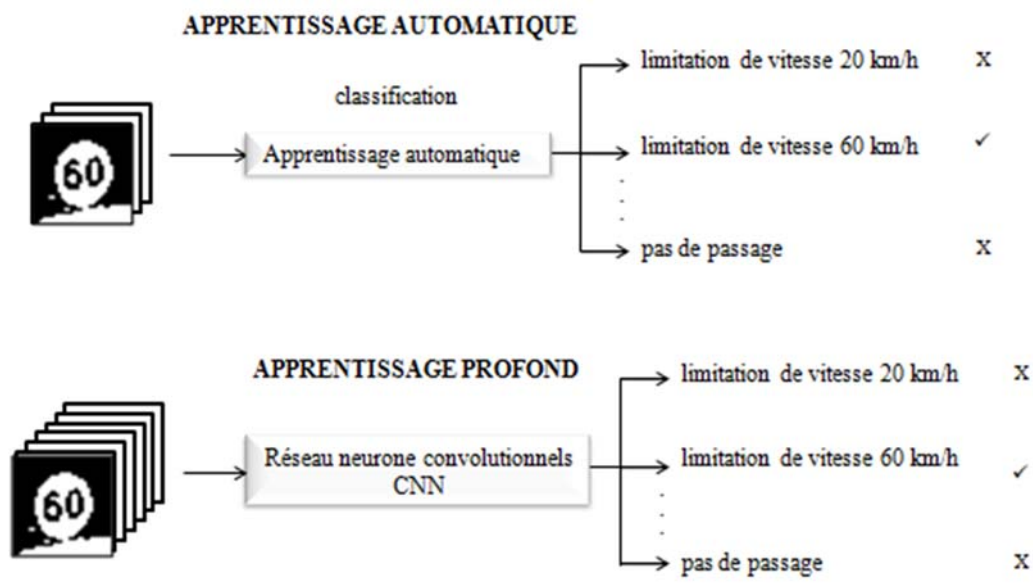 APPRENTISSAGE AUTOMATIQUE
limitation de vitesse 20 km/h X
classification
60
Apprentissage automatique
limitation de vitesse 60 km/h ✓
pas de passage X
APPRENTISSAGE PROFOND
limitation de vitesse 20 km/h X
60
Réseau neurone convolutionnels
CNN
limitation de vitesse 60 km/h ✓
pas de passage X